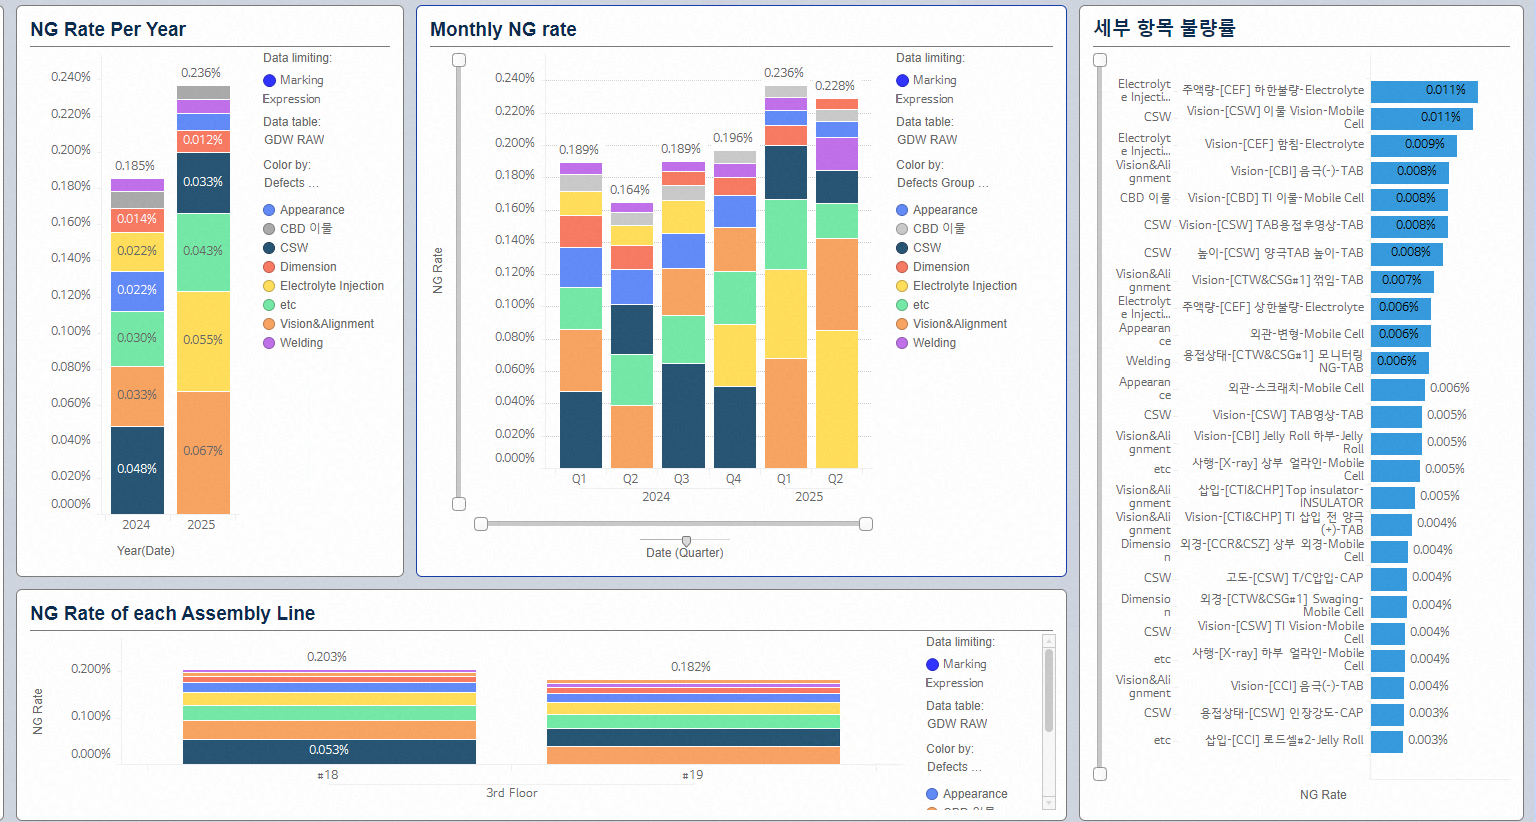 NG Rate Per Year
0.240%
0.220%
0.200%
0.180%
0.160%
0.140%
0.120%
0.100%
0.080%
0.060%
0.040%
0.020%
0.000%
0.185%
0.014%
0.022%
0.022%
0.030%
0.033%
0.048%
0.236%
0.012%
0.033%
0.043%
0.055%
0.067%
2024
2025
Year(Date)
Data limiting:
Marking
Expression
Data table:
GDW RAW
Color by:
Defects ...
Appearance
CBD 이물
CSW
Dimension
Electrolyte Injection
etc
Vision&Alignment
Welding
Monthly NG rate
NG Rate
0.240%
0.220%
0.200%
0.180%
0.160%
0.140%
0.120%
0.100%
0.080%
0.060%
0.040%
0.020%
0.000%
0.189%
0.164%
0.189%
0.196%
0.236%
0.228%
Q1 Q2 Q3 Q4 Q1 Q2
2024 2025
Date (Quarter)
Data limiting:
Marking
Expression
Data table:
GDW RAW
Color by:
Defects Group ...
Appearance
CBD 이물
CSW
Dimension
Electrolyte Injection
etc
Vision&Alignment
Welding
NG Rate of each Assembly Line
NG Rate
0.200%
0.100%
0.000%
0.203%
0.053%
0.182%
#18 #19
3rd Floor
Data limiting:
Marking
Expression
Data table:
GDW RAW
Color by:
Defects ...
Appearance
CBD 이물
세부 항목 불량률
Electrolyt
e Injecti... 주액량-[CEF] 하한불량-Electrolyte 0.011%
CSW Vision-[CSW] 이물 Vision-Mobile
Cell 0.011%
Electrolyt
e Injecti... Vision-[CEF] 함침-Electrolyte 0.009%
Vision&Ali
gnment Vision-[CBI] 음극(-)-TAB 0.008%
CBD 이물 Vision-[CBD] TI 이물-Mobile Cell 0.008%
CSW Vision-[CSW] TAB용접후영상-TAB 0.008%
CSW 높이-[CSW] 양극TAB 높이-TAB 0.008%
Vision&Ali
gnment Vision-[CTW&CSG#1] 꺾임-TAB 0.007%
Electrolyt
e Injecti... 주액량-[CEF] 상한불량-Electrolyte 0.006%
Appearan
ce 외관-변형-Mobile Cell 0.006%
Welding 용접상태-[CTW&CSG#1] 모니터링
NG-TAB 0.006%
Appearan
ce 외관-스크래치-Mobile Cell 0.006%
CSW Vision-[CSW] TAB영상-TAB 0.005%
Vision&Ali
gnment Vision-[CBI] Jelly Roll 하부-Jelly
Roll 0.005%
etc 사행-[X-ray] 상부 얼라인-Mobile
Cell 0.005%
Vision&Ali
gnment 삽입-[CTI&CHP] Top insulator-
INSULATOR 0.005%
Vision&Ali
gnment Vision-[CTI&CHP] TI 삽입 전 양극
(+)-TAB 0.004%
Dimensio
n 외경-[CCR&CSZ] 상부 외경-Mobile
Cell 0.004%
CSW 고도-[CSW] T/C압입-CAP 0.004%
Dimensio
n 외경-[CTW&CSG#1] Swaging-
Mobile Cell 0.004%
CSW Vision-[CSW] TI Vision-Mobile
Cell 0.004%
etc 사행-[X-ray] 하부 얼라인-Mobile
Cell 0.004%
Vision&Ali
gnment Vision-[CCI] 음극(-)-TAB 0.004%
CSW 용접상태-[CSW] 인장강도-CAP 0.003%
etc 삽입-[CCI] 로드셀#2-Jelly Roll 0.003%
NG Rate